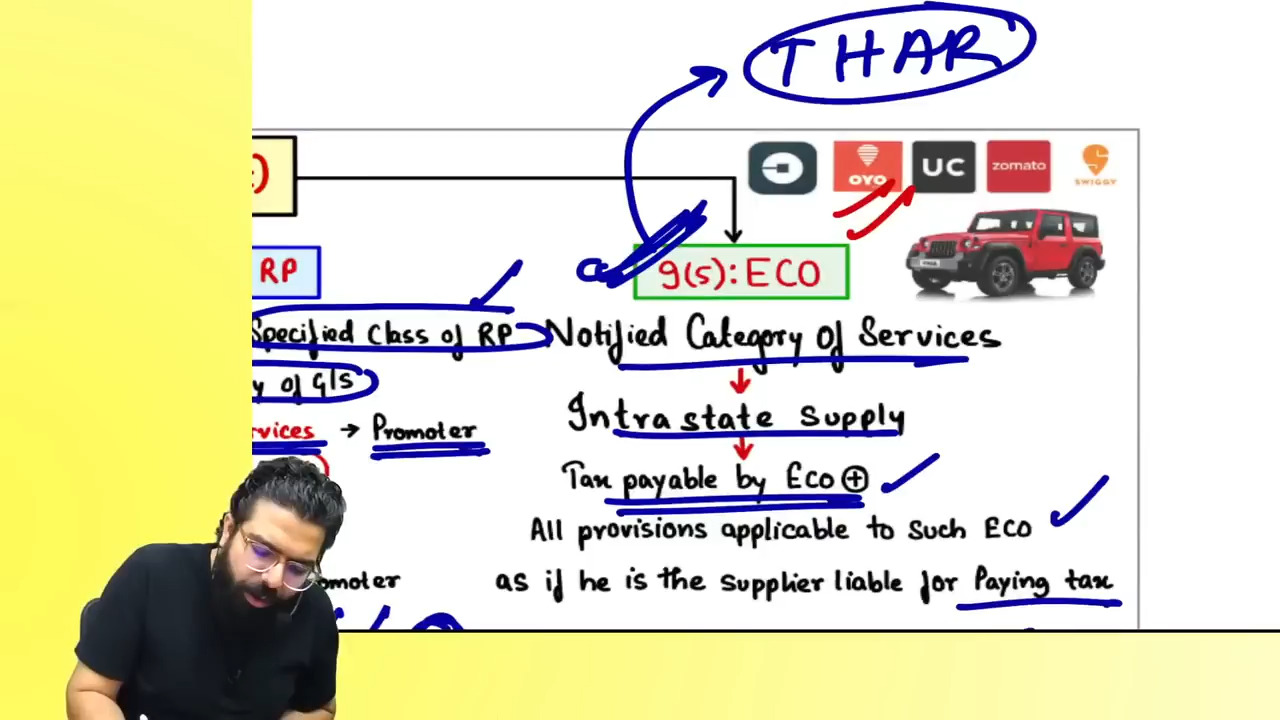 THAR
OYO
UC
zomato
SWIGGY
RP
9(5): ECO
Specified Class of RP
Notified Category of Services
y of G/S
Intra state supply
rvices → Promoter
Tax payable by ECO ⊕
All provisions applicable to such ECO
omoter
as if he is the supplier liable for Paying tax